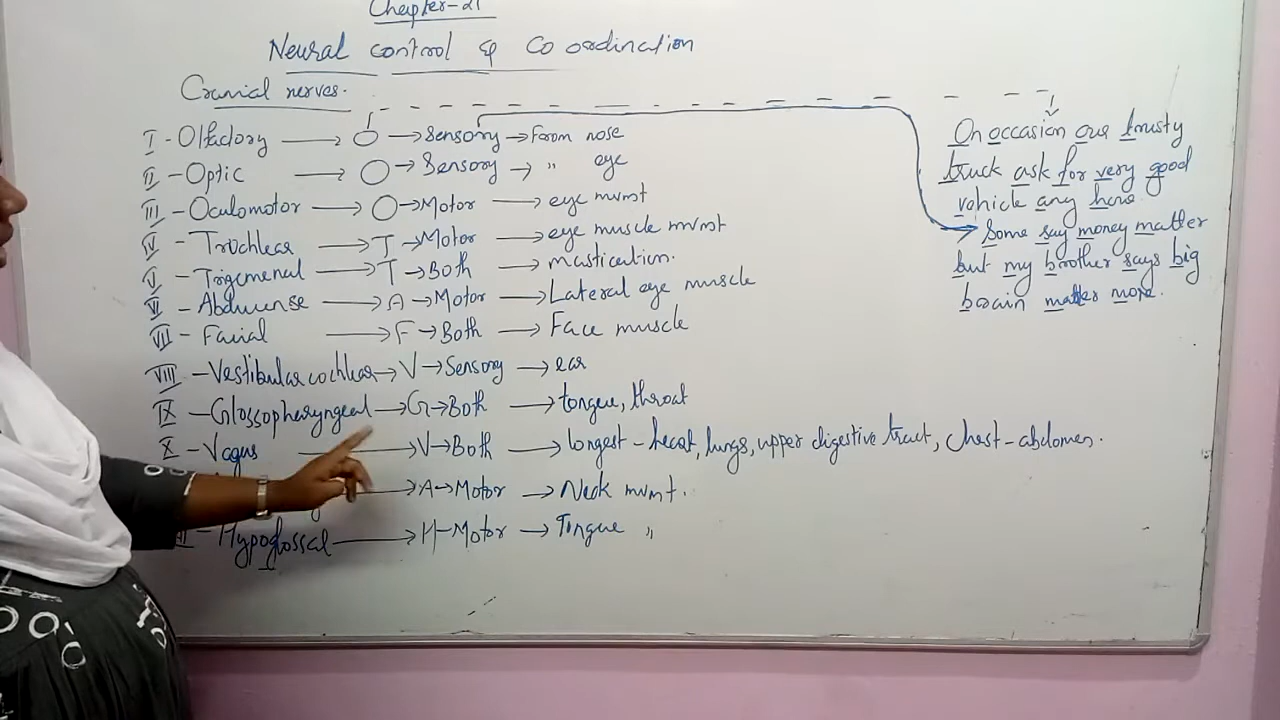 Chapter-21
Neural control & Co ordination
Cranial nerves.
I - Olfactory → O → Sensory → From nose
II - Optic → O → Sensory → " eye
III - Oculomotor → O → Motor → eye mvmt
IV - Trochlear → T → Motor → eye muscle mvmt
V - Trigemenal → T → Both → mastication.
VI - Abducense → A → Motor → Lateral eye muscle
VII - Facial → F → Both → Face muscle
VIII - Vestibular cochlear → V → Sensory → ear
IX - Glossopharyngeal → G → Both → tongue, throat
X - Vagus → V → Both → longest - heart, lungs, upper digestive tract, Chest - abdomen.
→ A → Motor → Neck mvmt.
- Hypoglossal → H - Motor → Tongue "
On occasion our trusty
truck ask for very good
vehicle any how
Some say money matter
but my brother says big
brain matter more.